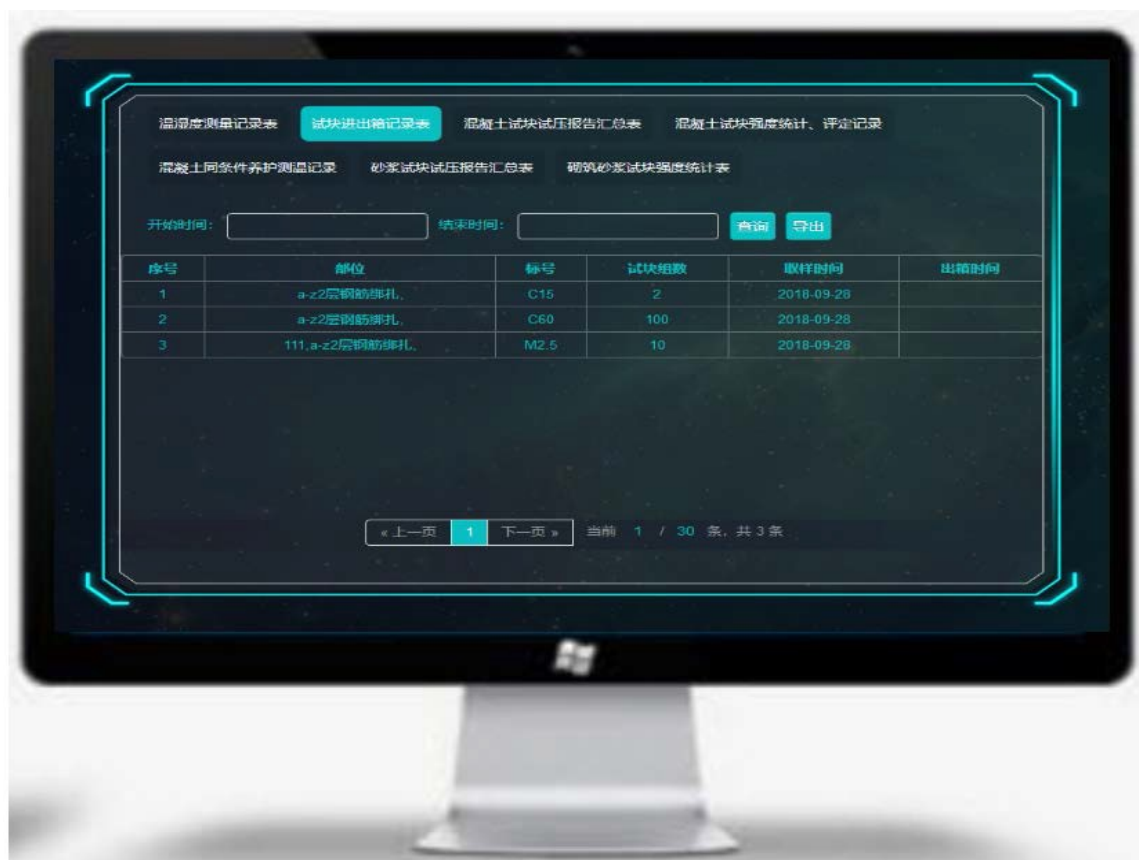 温湿度测量记录表 试块进出箱记录表 混凝土试块试压报告汇总表 混凝土试块强度统计、评定记录
混凝土同条件养护测温记录 砂浆试块试压报告汇总表 砌筑砂浆试块强度统计表
开始时间： 结束时间： 查询 导出
序号 部位 标号 试块组数 取样时间 出箱时间
1 a-z2层钢筋绑扎、 C15 2 2018-09-28
2 a-z2层钢筋绑扎、 C60 100 2018-09-28
3 111,a-z2层钢筋绑扎、 M2.5 10 2018-09-28
«上一页 1 下一页» 当前 1 / 30 条，共 3 条